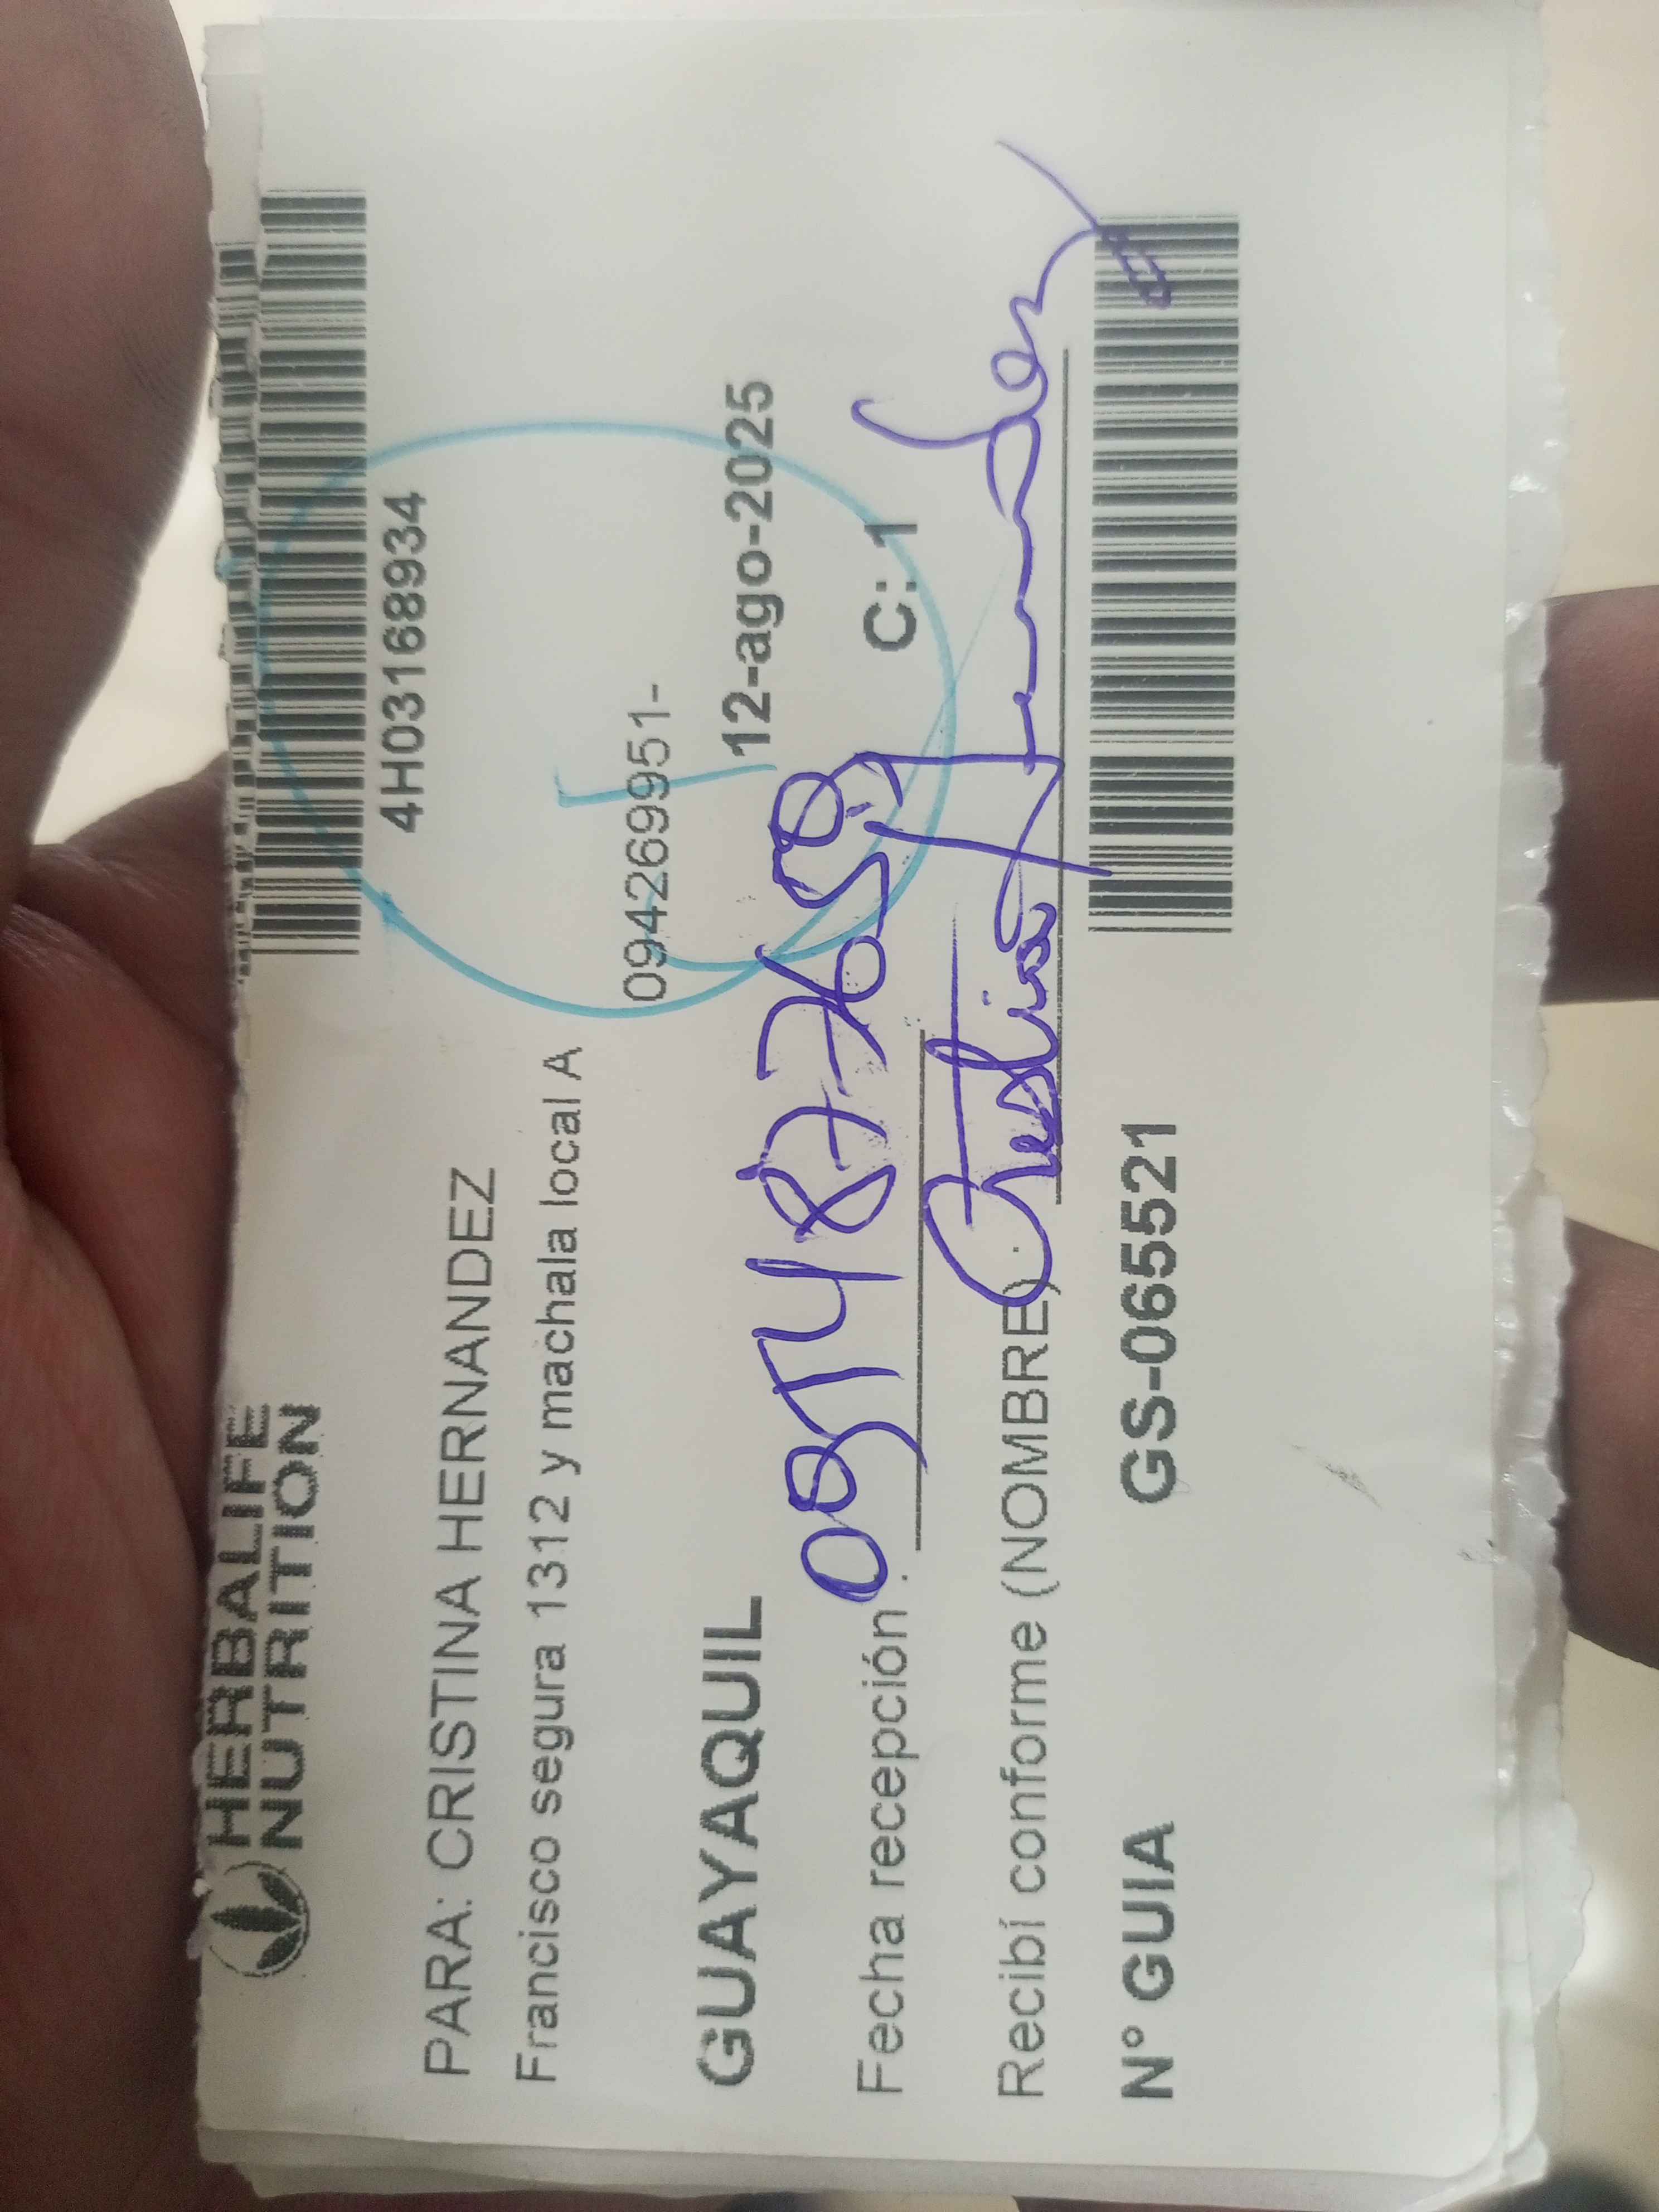 HERBALIFE
NUTRITION
4H03168934
PARA: CRISTINA HERNANDEZ
Francisco segura 1312 y machala local A
094269951-
GUAYAQUIL
12-ago-2025
Fecha recepción :
C: 1
Recibí conforme (NOMBRE) :
Nº GUIA GS-065521